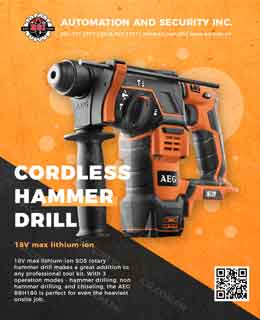 AUTOMATION AND SECURITY INC.
CORDLESS
HAMMER
DRILL
AEG
18V max lithium-ion
18V max lithium-ion SDS rotary
hammer drill makes a great addition to
any professional tool kit. With 3
operation modes - hammer drilling, non
hammer drilling, and chiseling, the AEG
BBH180 is perfect for even the heaviest
onsite job.